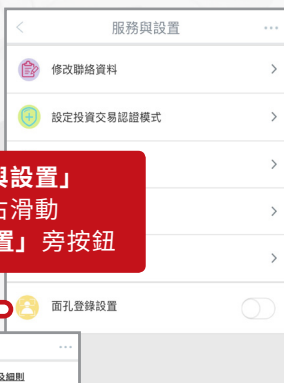 服務與設置
修改聯絡資料
設定投資交易認證模式
與設置」
右滑動
置」旁按鈕
面孔登錄設置
及細則